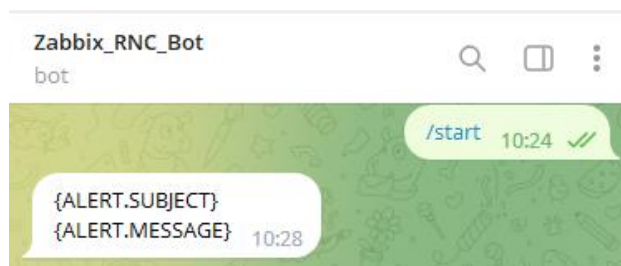 Zabbix_RNC_Bot
bot
/start 10:24
{ALERT.SUBJECT}
{ALERT.MESSAGE} 10:28